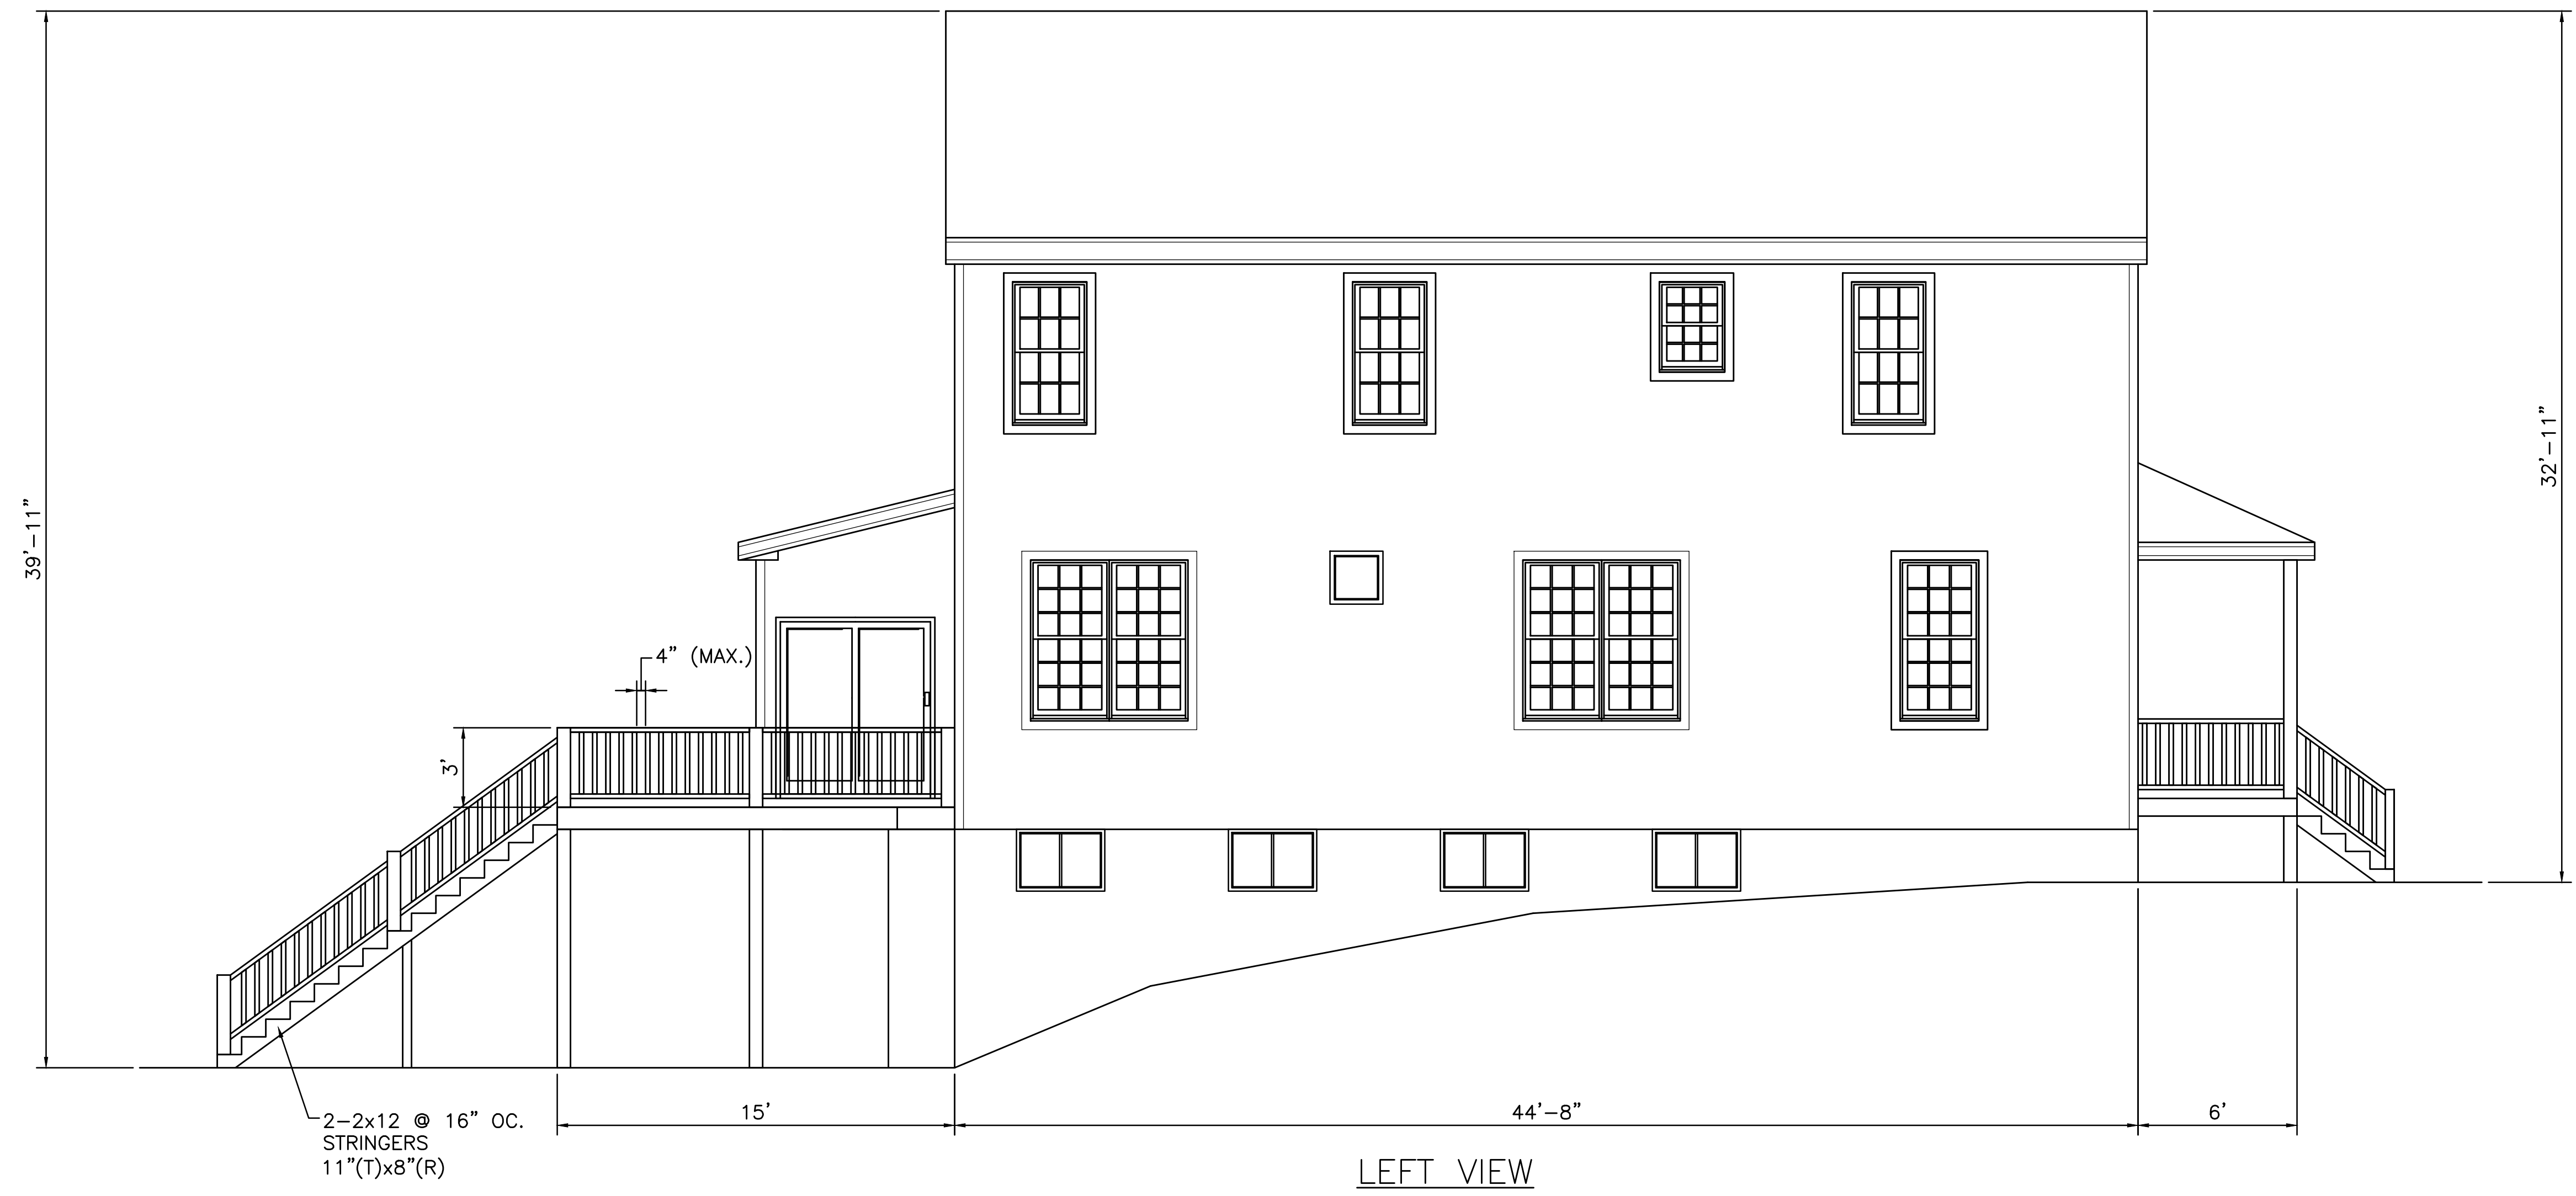 39'-11"
32'-11"
4" (MAX.)
3'
2-2x12 @ 16" OC.
STRINGERS
11"(T)x8"(R)
15'
44'-8"
6'
LEFT VIEW